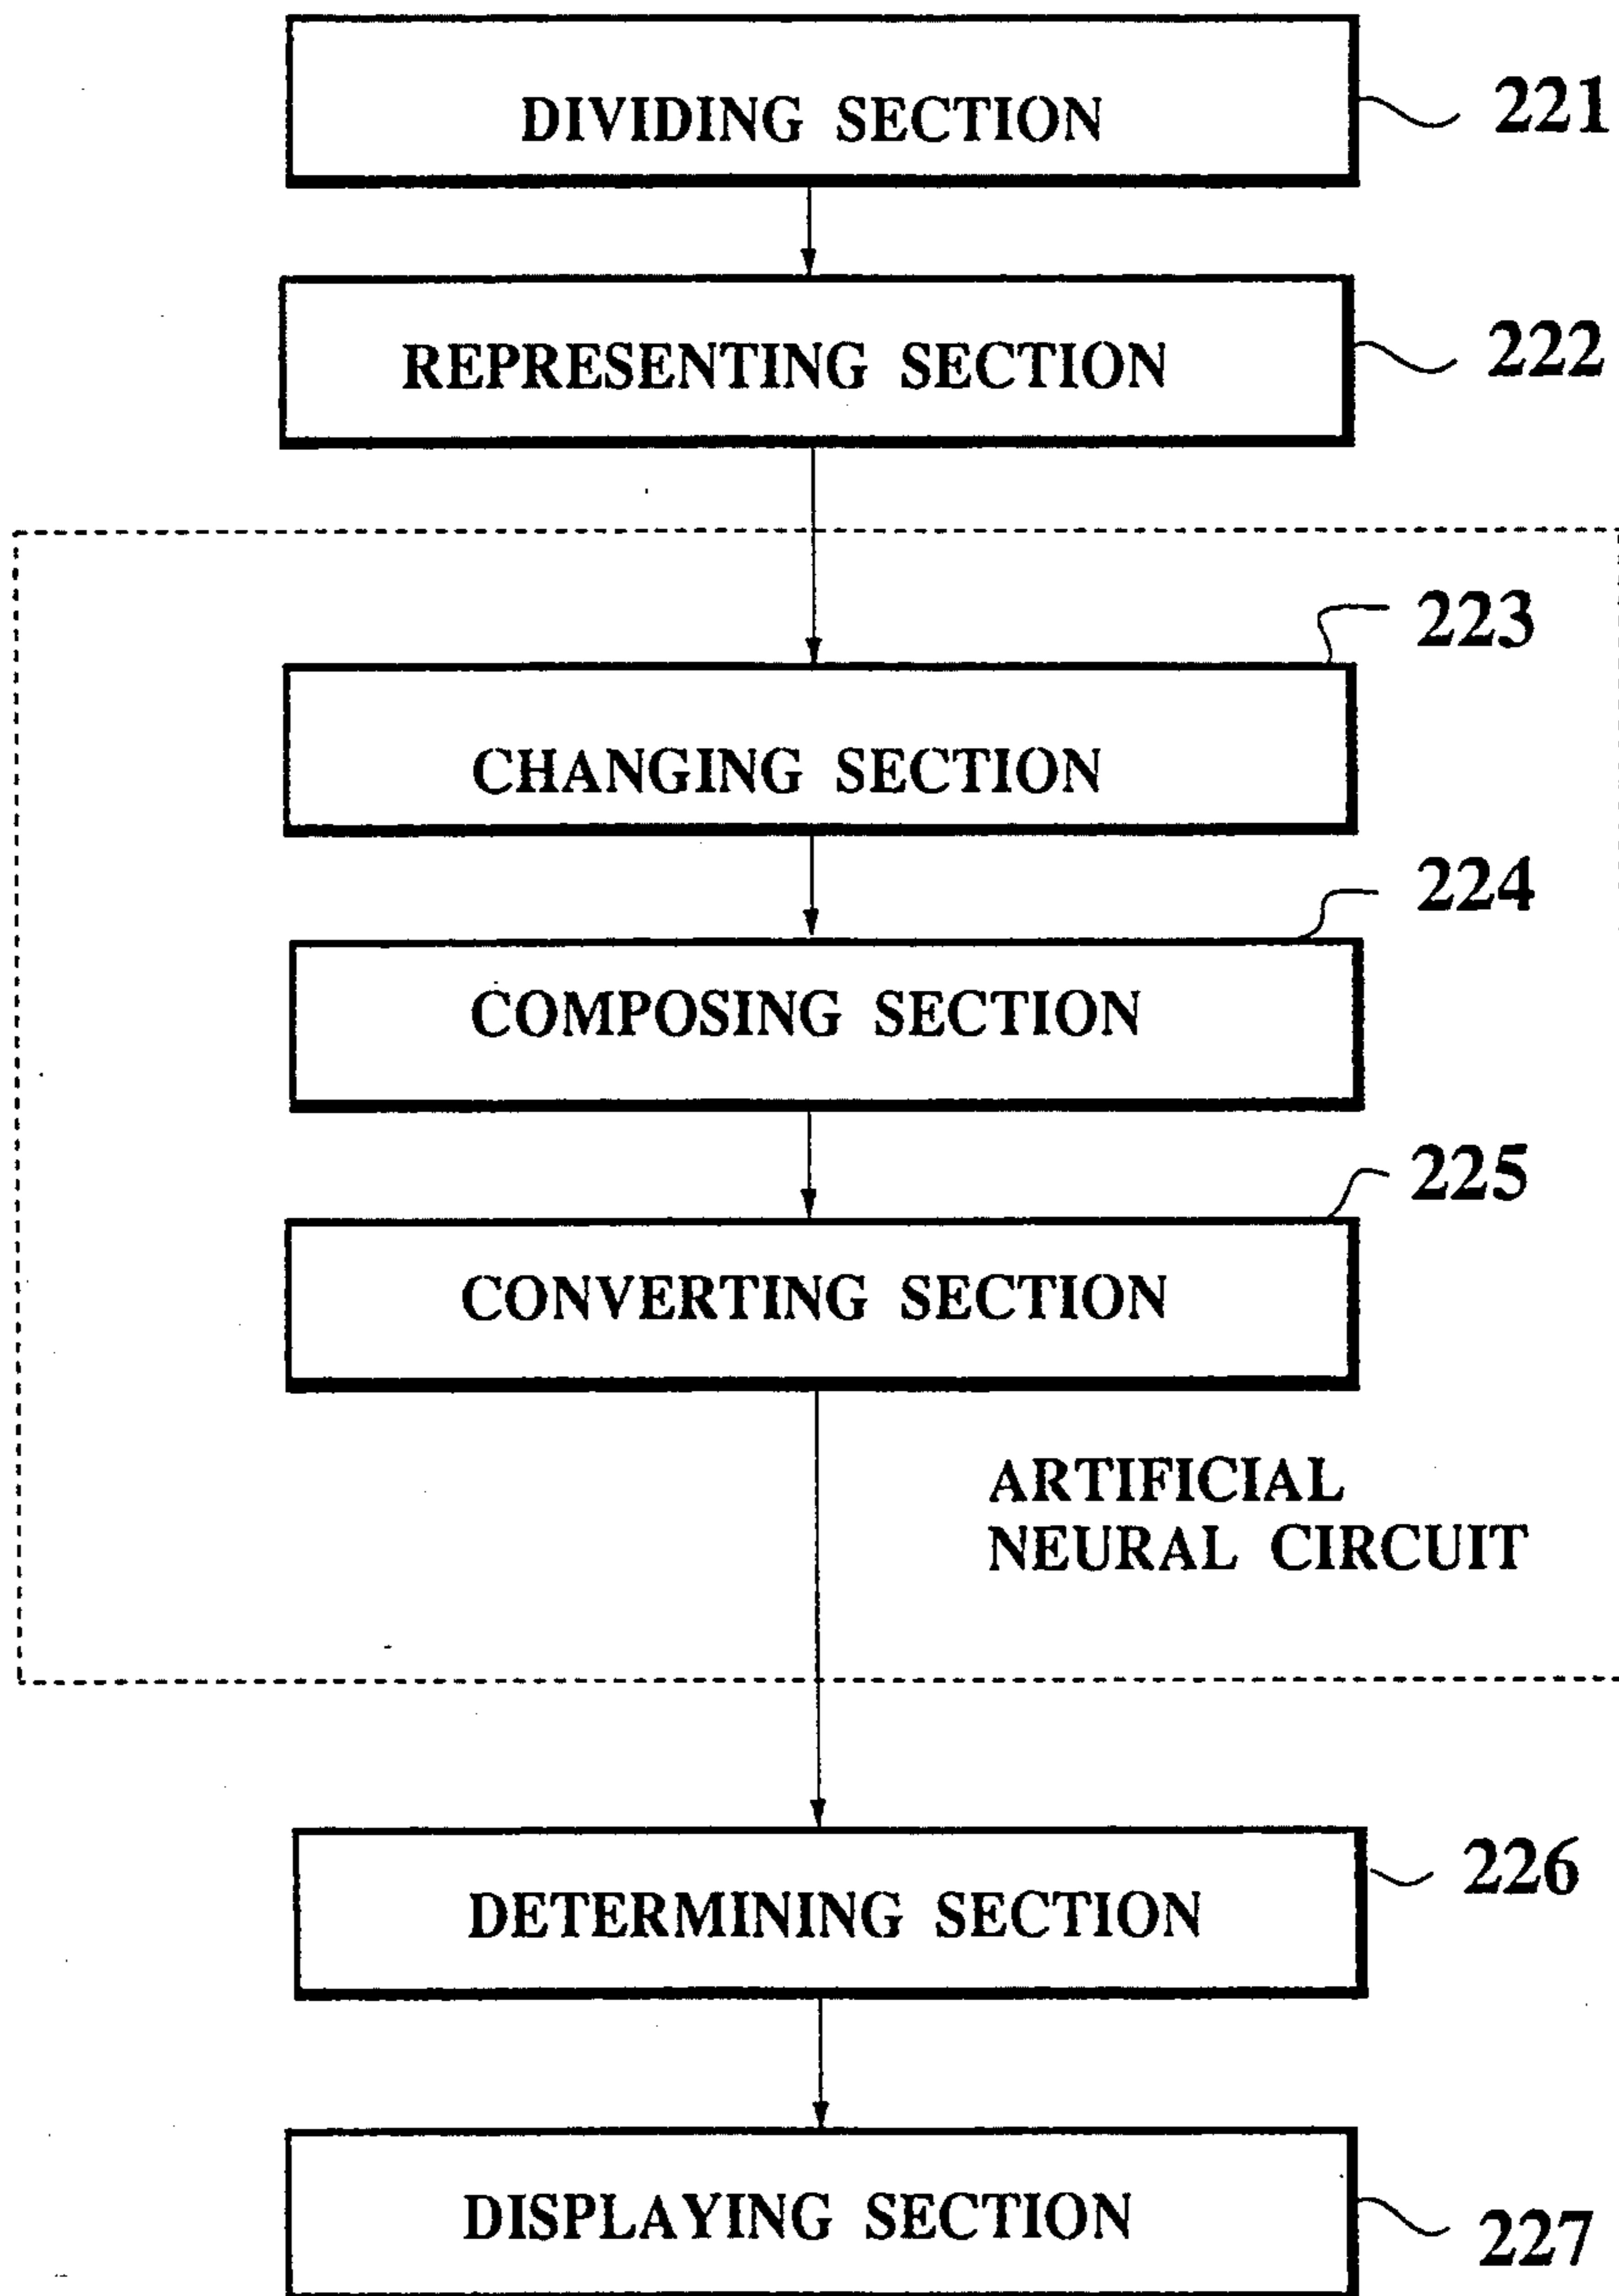 DIVIDING SECTION
221
REPRESENTING SECTION
222
223
CHANGING SECTION
224
COMPOSING SECTION
225
CONVERTING SECTION
ARTIFICIAL
NEURAL CIRCUIT
226
DETERMINING SECTION
DISPLAYING SECTION
227